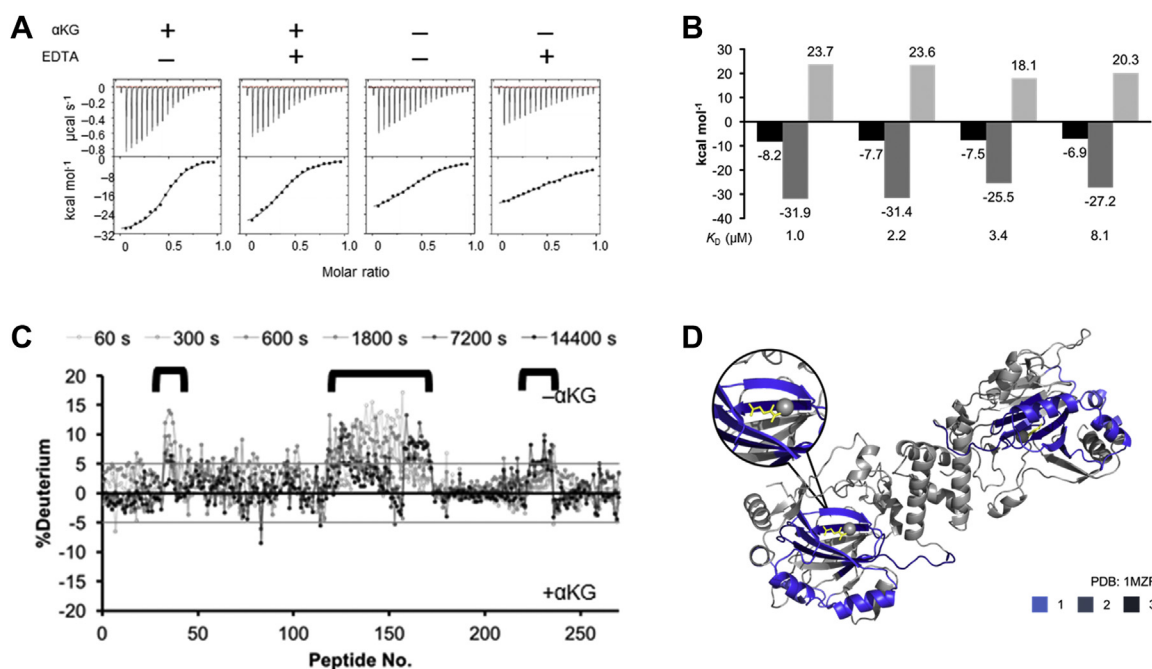 A
αKG + + – –
EDTA – + – +
μcal s⁻¹
0
–0.2
–0.4
–0.6
–0.8
kcal mol⁻¹
0
–8
–16
–24
–32
0 0.5 1.0 0 0.5 1.0 0 0.5 1.0 0 0.5 1.0
Molar ratio
B
kcal mol⁻¹
30
20
10
0
-10
-20
-30
-40
23.7 23.6 18.1 20.3
-8.2 -7.7 -7.5 -6.9
-31.9 -31.4 -25.5 -27.2
K_D (μM) 1.0 2.2 3.4 8.1
C
60 s 300 s 600 s 1800 s 7200 s 14400 s
%Deuterium
20
15
10
5
0
-5
-10
-15
-20
–αKG
+αKG
0 50 100 150 200 250
Peptide No.
D
PDB: 1MZF
1 2 3